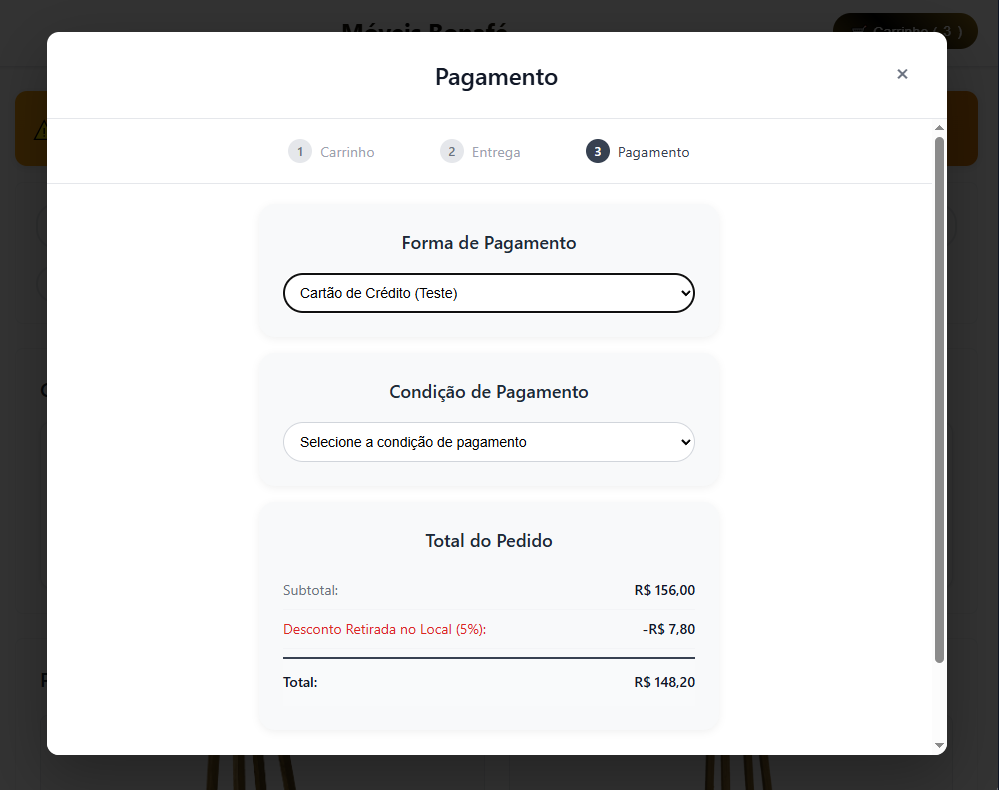 Móveis Bonafé
Carrinho ( 3 )
Pagamento
×
1 Carrinho
2 Entrega
3 Pagamento
Forma de Pagamento
Cartão de Crédito (Teste)
Condição de Pagamento
Selecione a condição de pagamento
Total do Pedido
Subtotal: R$ 156,00
Desconto Retirada no Local (5%): -R$ 7,80
Total: R$ 148,20